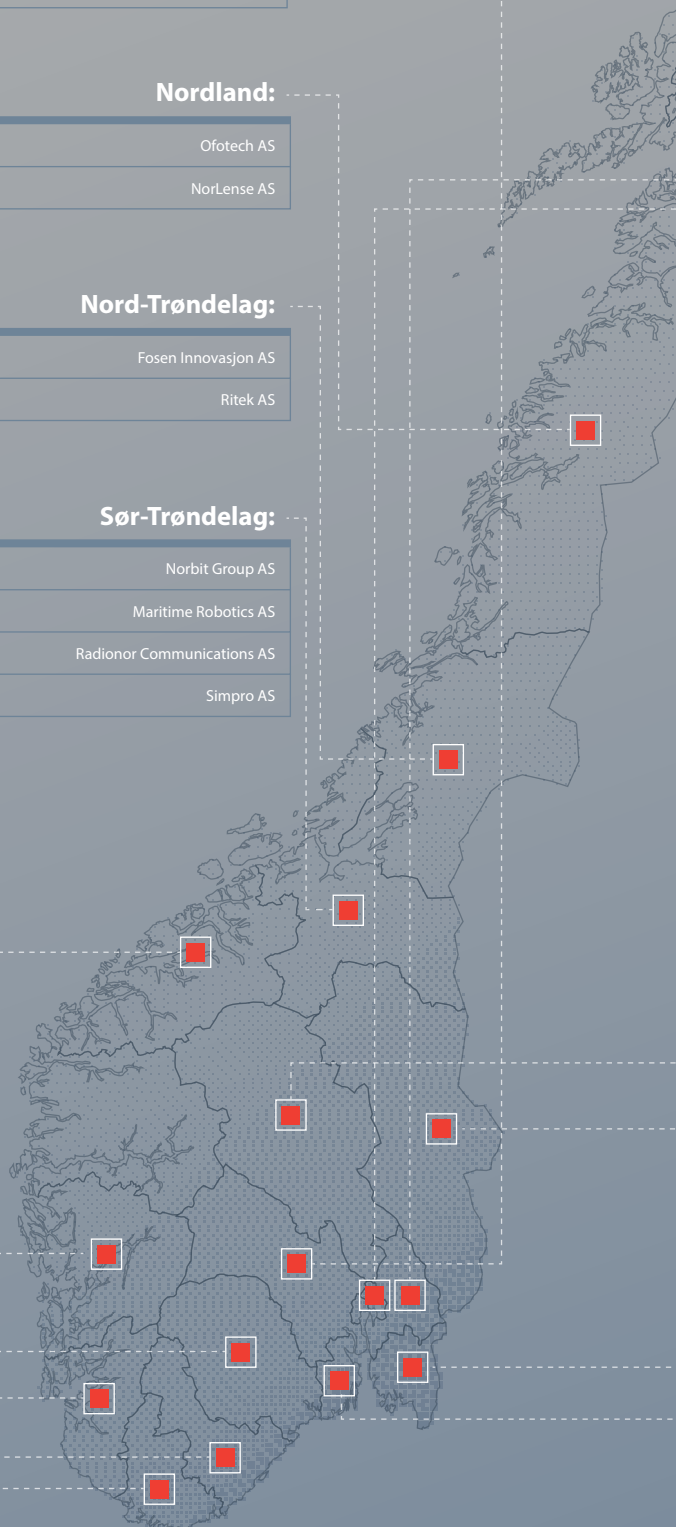 Nordland:
Ofotech AS
NorLense AS
Nord-Trøndelag:
Fosen Innovasjon AS
Ritek AS
Sør-Trøndelag:
Norbit Group AS
Maritime Robotics AS
Radionor Communications AS
Simpro AS